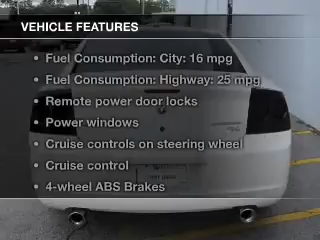 VEHICLE FEATURES
• Fuel Consumption: City: 16 mpg
• Fuel Consumption: Highway: 25 mpg
• Remote power door locks
• Power windows
• Cruise controls on steering wheel
• Cruise control
• 4-wheel ABS Brakes